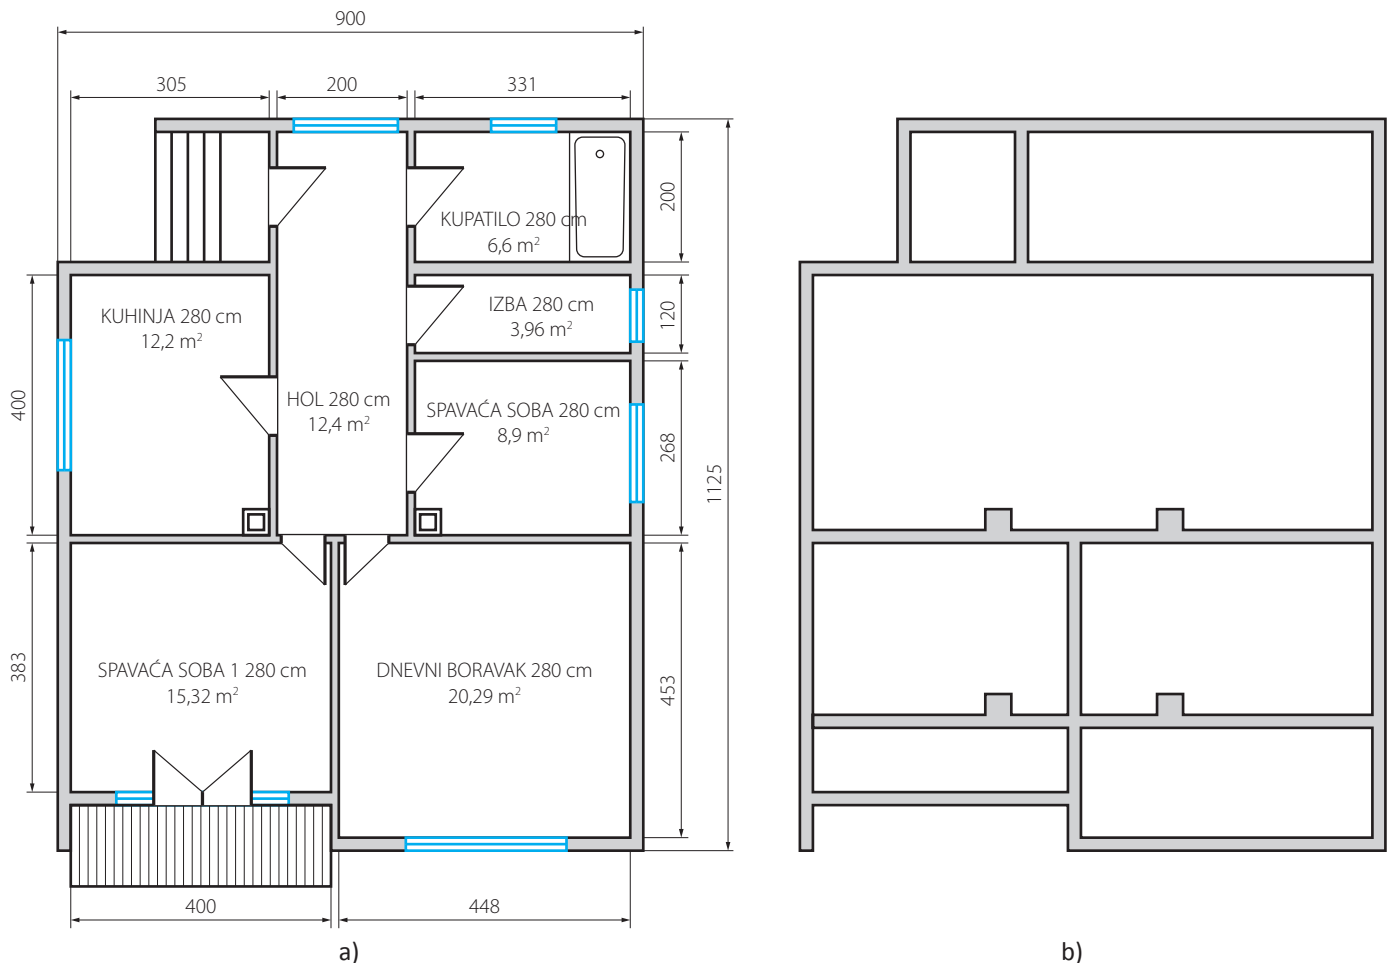 900
305
200
331
KUPATILO 280 cm
6,6 m²
200
KUHINJA 280 cm
12,2 m²
IZBA 280 cm
3,96 m²
120
400
HOL 280 cm
12,4 m²
SPAVAĆA SOBA 280 cm
8,9 m²
268
1125
383
SPAVAĆA SOBA 1 280 cm
15,32 m²
DNEVNI BORAVAK 280 cm
20,29 m²
453
400
448
a)
b)